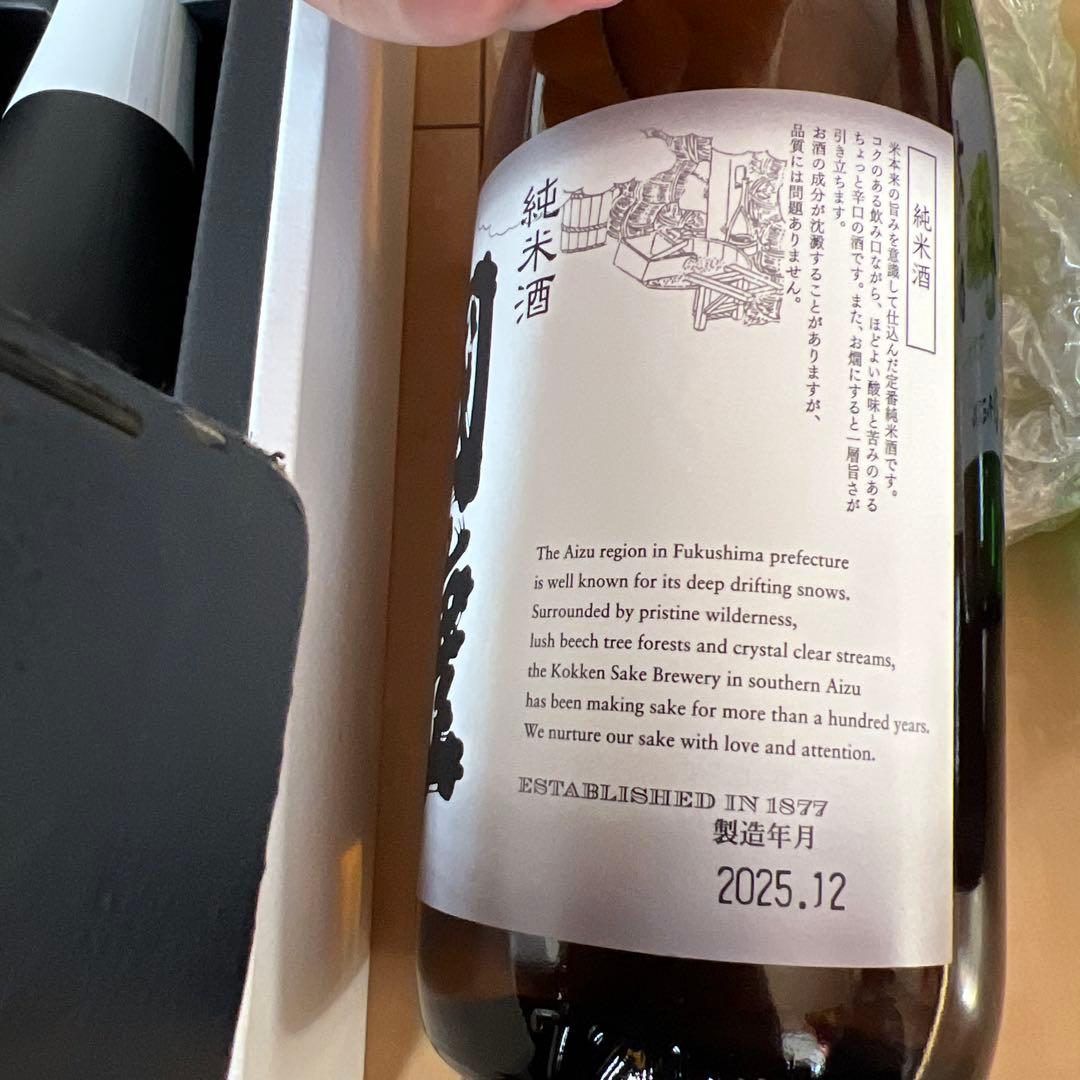 純米酒
米本来の旨みを意識して仕込んだ定番純米酒です。
コクのある飲み口ながら、ほどよい酸味と苦みのある
ちょっと辛口の酒です。また、お燗にすると一層旨さが
引き立ちます。
お酒の成分が沈澱することがありますが、
品質には問題ありません。
純米酒
The Aizu region in Fukushima prefecture
is well known for its deep drifting snows.
Surrounded by pristine wilderness,
lush beech tree forests and crystal clear streams,
the Kokken Sake Brewery in southern Aizu
has been making sake for more than a hundred years.
We nurture our sake with love and attention.
ESTABLISHED IN 1877
製造年月
2025.12